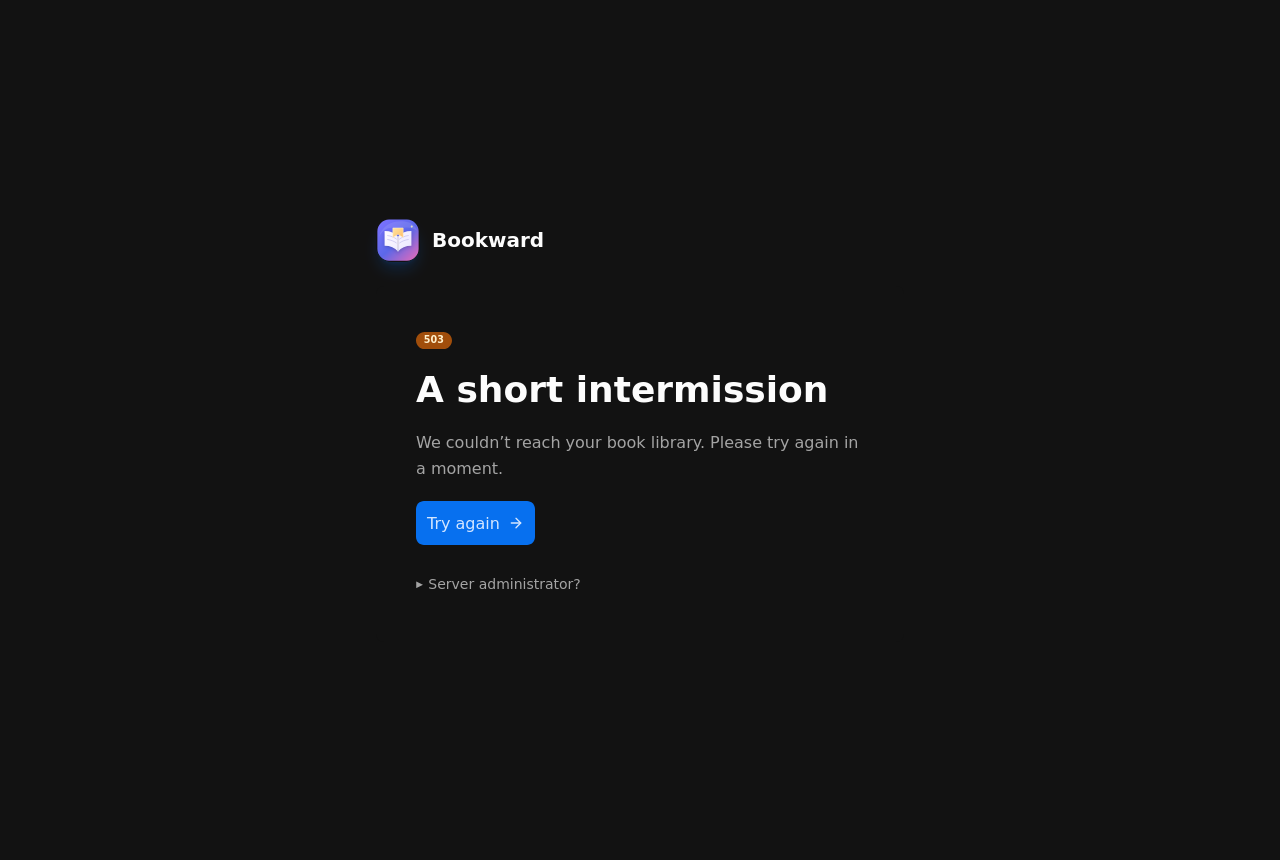 Bookward
503
A short intermission
We couldn’t reach your book library. Please try again in
a moment.
Try again
Server administrator?